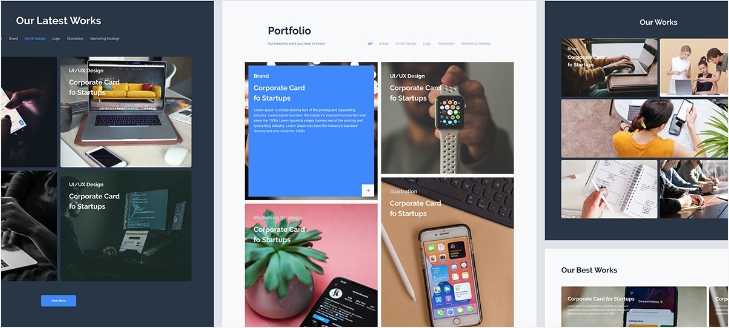 Our Latest Works
Brand UI/UX Design Logo Illustration Marketing Strategy
UI/UX Design
Corporate Card
fo Startups
UI/UX Design
Corporate Card
fo Startups
View More
Portfolio
Our beautiful work you need to know!
All Brand UI/UX Design Logo Illustration Marketing Strategy
Brand
Corporate Card
fo Startups
Lorem Ipsum is simply dummy text of the printing and typesetting
industry. Lorem Ipsum has been the industry's standard dummy text ever
since the 1500s Lorem Ipsum is simply dummy text of the printing and
typesetting industry. Lorem Ipsum has been the industry's standard
dummy text ever since the 1500s
UI/UX Design
Corporate Card
fo Startups
Marketing Strategy
Corporate Card
fo Startups
Illustration
Corporate Card
fo Startups
Our Works
Brand
Corporate Card
fo Startups
Our Best Works
Corporate Card for Startups